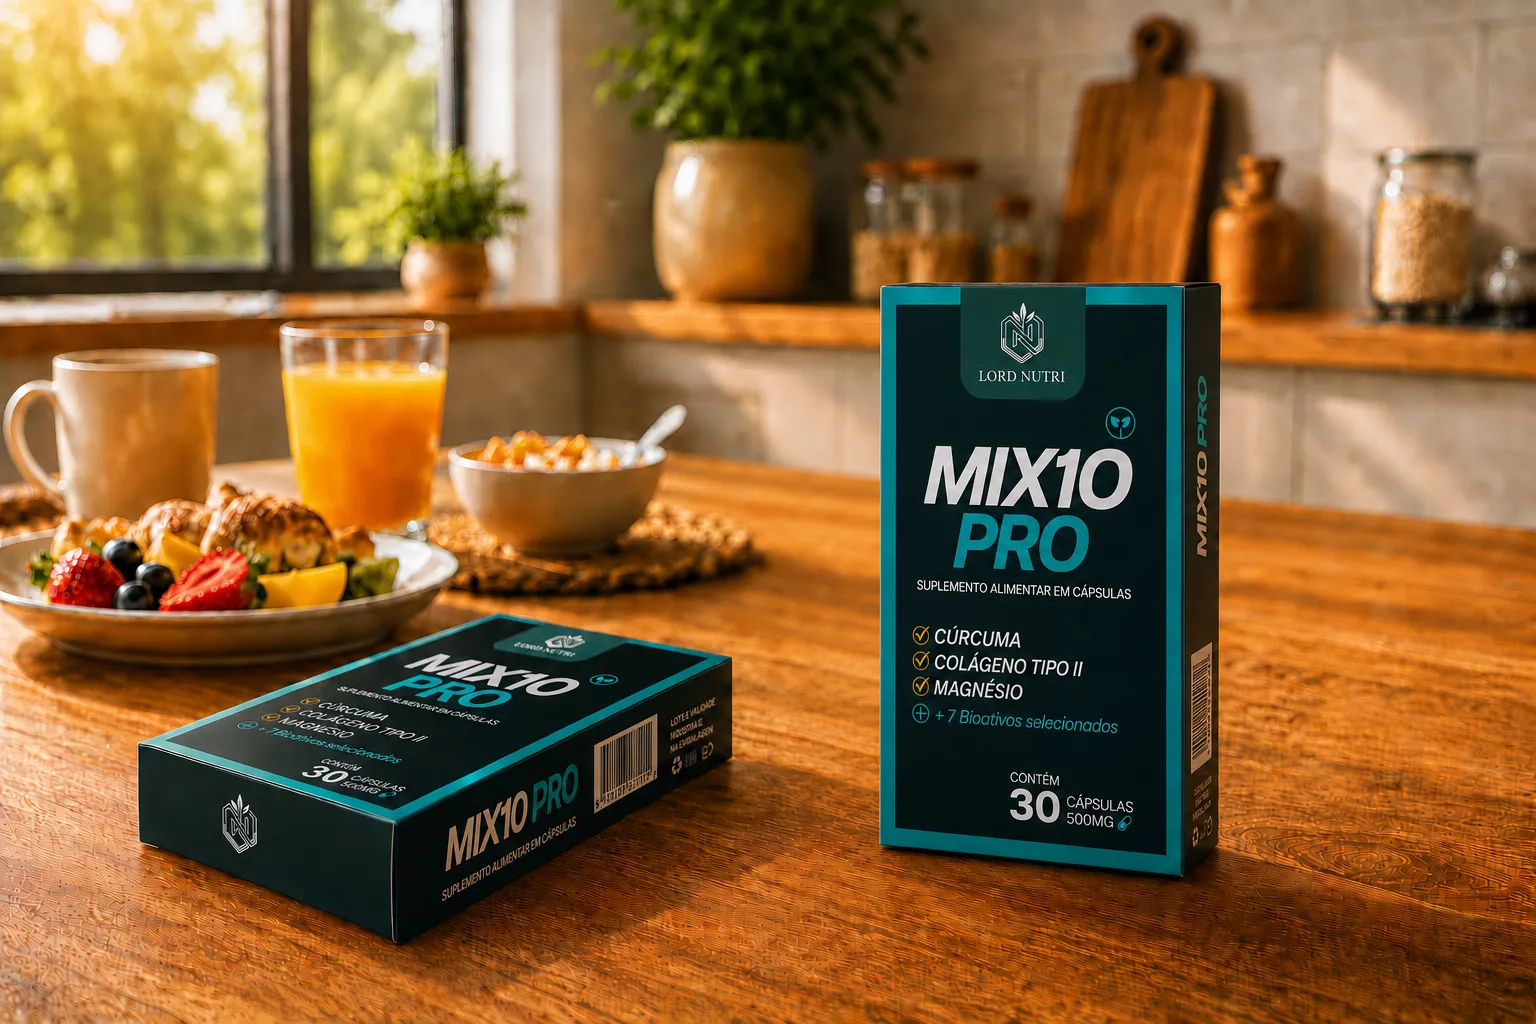 LORD NUTRI
MIX10
PRO
SUPLEMENTO ALIMENTAR EM CÁPSULAS
CÚRCUMA
COLÁGENO TIPO II
MAGNÉSIO
+ 7 Bioativos selecionados
CONTÉM
30 CÁPSULAS
500MG
MIX10 PRO
LORD NUTRI
MIX10
PRO
SUPLEMENTO ALIMENTAR EM CÁPSULAS
CÚRCUMA
COLÁGENO TIPO II
MAGNÉSIO
+ 7 Bioativos selecionados
CONTÉM
30 CÁPSULAS
500MG
MIX10 PRO
SUPLEMENTO ALIMENTAR EM CÁPSULAS
LOTE E VALIDADE
NA EMBALAGEM